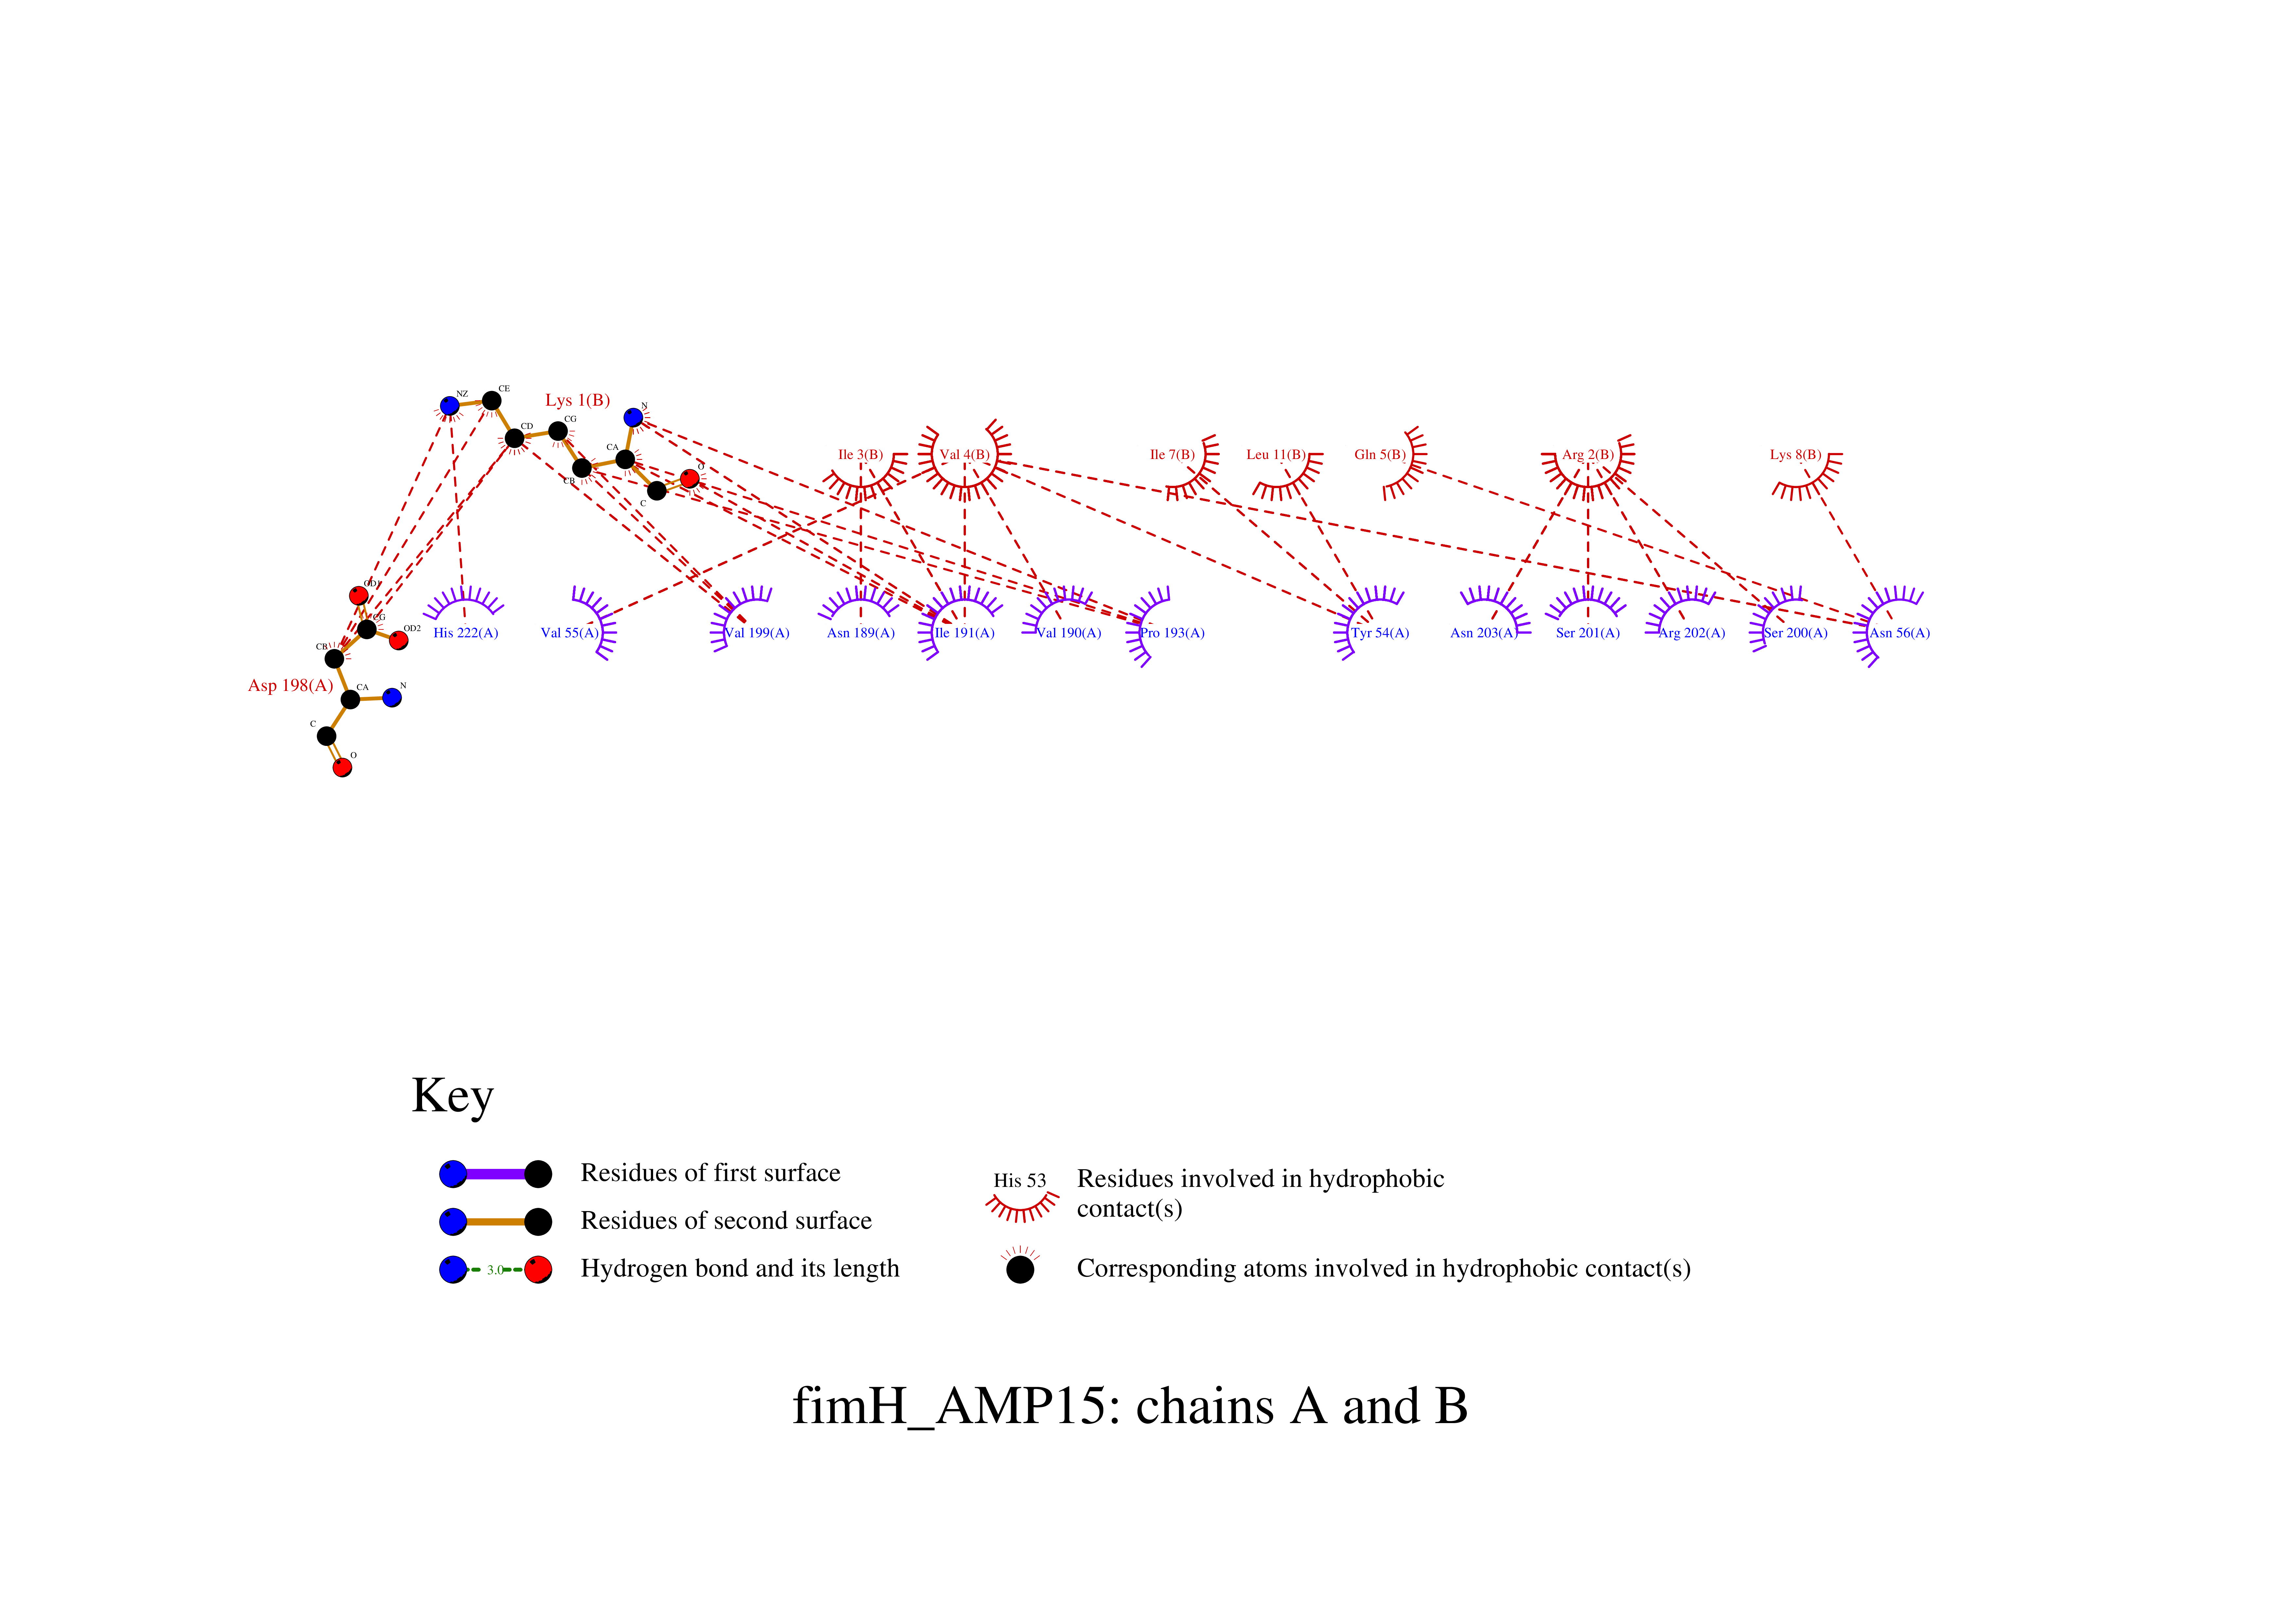 NZ
CE
Lys 1(B)
N
CG
CD
CA
O
CB
C
Ile 3(B) Val 4(B) Ile 7(B) Leu 11(B) Gln 5(B) Arg 2(B) Lys 8(B)
OD1
CG
OD2
His 222(A) Val 55(A) Val 199(A) Asn 189(A) Ile 191(A) Val 190(A) Pro 193(A) Tyr 54(A) Asn 203(A) Ser 201(A) Arg 202(A) Ser 200(A) Asn 56(A)
CB
Asp 198(A)
CA
N
C
O
Key
Residues of first surface
Residues of second surface
3.0
Hydrogen bond and its length
His 53
Residues involved in hydrophobic
contact(s)
Corresponding atoms involved in hydrophobic contact(s)
fimH_AMP15: chains A and B